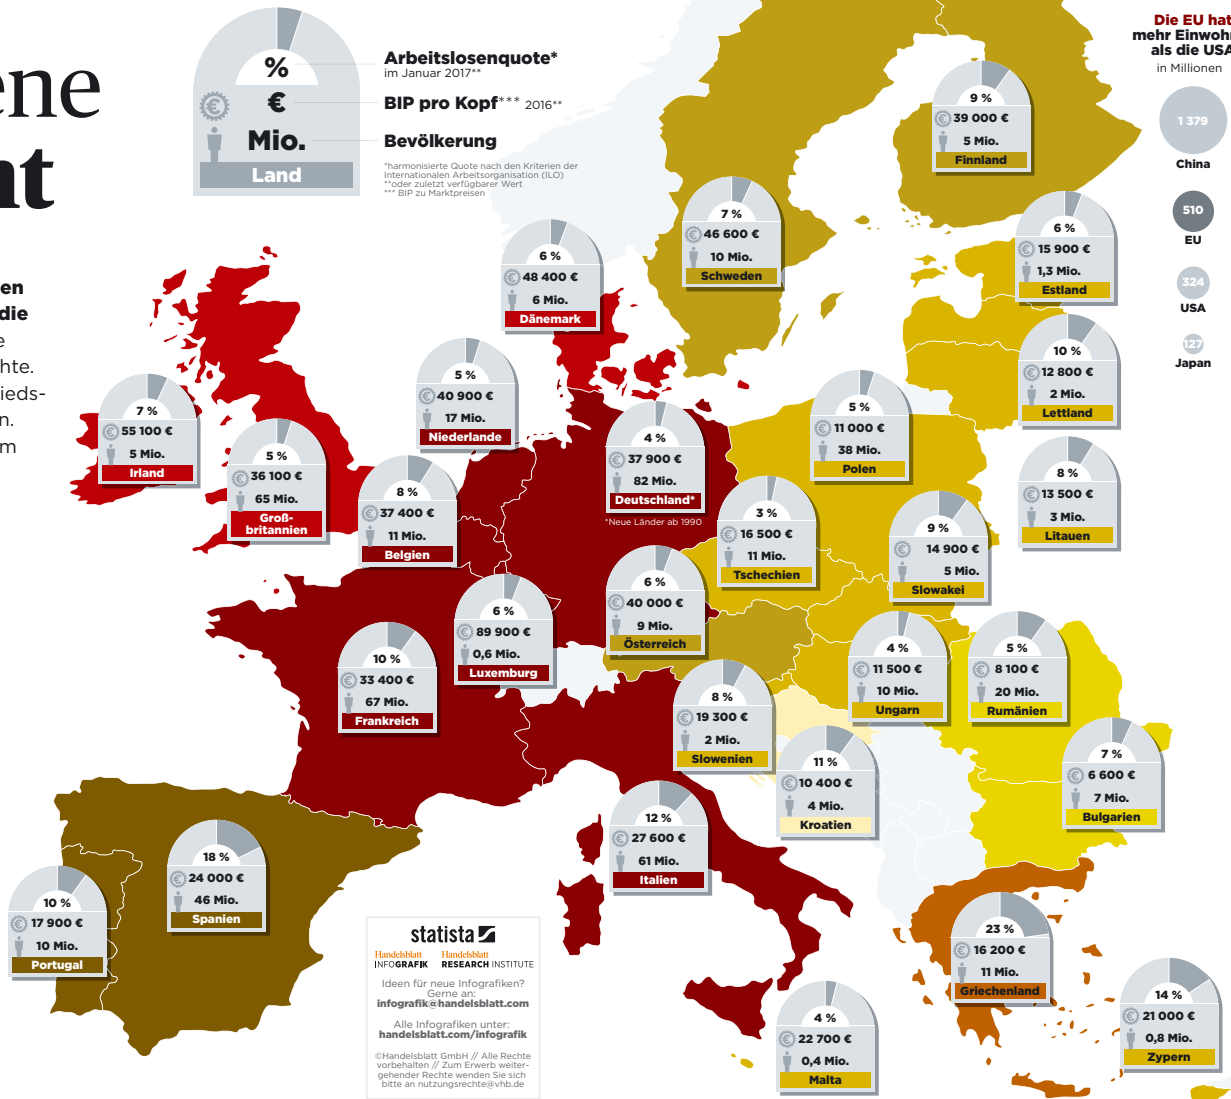 ene
nt
en
die
e
hte.
ieds-
n.
m
%
€
Mio.
Land
Arbeitslosenquote*
im Januar 2017**
BIP pro Kopf*** 2016**
Bevölkerung
*harmonisierte Quote nach den Kriterien der
Internationalen Arbeitsorganisation (ILO)
**oder zuletzt verfügbarer Wert
*** BIP zu Marktpreisen
Die EU hat
mehr Einwohn
als die USA
in Millionen
1 379
China
510
EU
324
USA
127
Japan
9 %
39 000 €
5 Mio.
Finnland
7 %
46 600 €
10 Mio.
Schweden
6 %
15 900 €
1,3 Mio.
Estland
6 %
48 400 €
6 Mio.
Dänemark
10 %
12 800 €
2 Mio.
Lettland
5 %
40 900 €
17 Mio.
Niederlande
7 %
55 100 €
5 Mio.
Irland
5 %
36 100 €
65 Mio.
Groß-
britannien
8 %
37 400 €
11 Mio.
Belgien
4 %
37 900 €
82 Mio.
Deutschland*
*Neue Länder ab 1990
5 %
11 000 €
38 Mio.
Polen
8 %
13 500 €
3 Mio.
Litauen
3 %
16 500 €
11 Mio.
Tschechien
9 %
14 900 €
5 Mio.
Slowakei
6 %
40 000 €
9 Mio.
Österreich
6 %
89 900 €
0,6 Mio.
Luxemburg
10 %
33 400 €
67 Mio.
Frankreich
4 %
11 500 €
10 Mio.
Ungarn
5 %
8 100 €
20 Mio.
Rumänien
8 %
19 300 €
2 Mio.
Slowenien
11 %
10 400 €
4 Mio.
Kroatien
7 %
6 600 €
7 Mio.
Bulgarien
12 %
27 600 €
61 Mio.
Italien
18 %
24 000 €
46 Mio.
Spanien
10 %
17 900 €
10 Mio.
Portugal
23 %
16 200 €
11 Mio.
Griechenland
14 %
21 000 €
0,8 Mio.
Zypern
4 %
22 700 €
0,4 Mio.
Malta
statista
Handelsblatt Handelsblatt
INFOGRAFIK RESEARCH INSTITUTE
Ideen für neue Infografiken?
Gerne an:
infografik@handelsblatt.com
Alle Infografiken unter:
handelsblatt.com/infografik
©Handelsblatt GmbH // Alle Rechte
vorbehalten // Zum Erwerb weiter-
gehender Rechte wenden Sie sich
bitte an nutzungsrechte@vhb.de